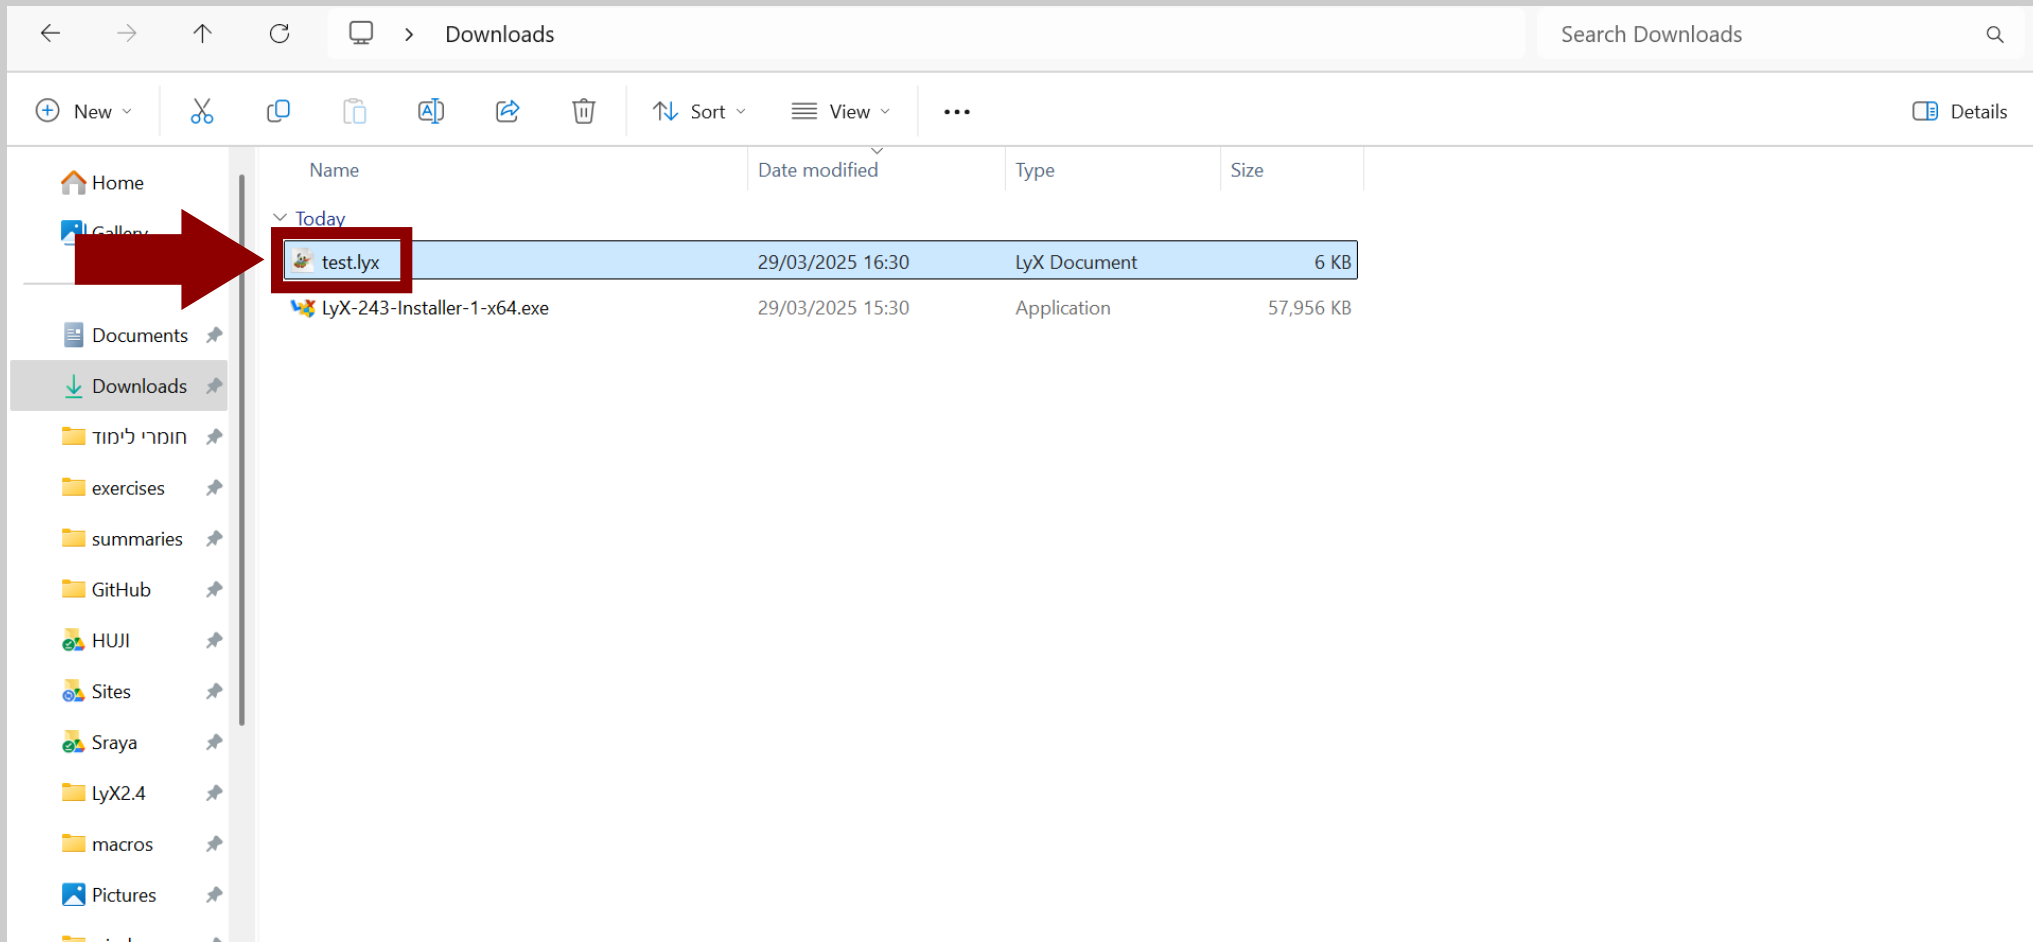 Downloads
Search Downloads
New
Sort
View
Details
Name
Date modified
Type
Size
Home
Gallery
Documents
Downloads
חומרי לימוד
exercises
summaries
GitHub
HUJI
Sites
Sraya
LyX2.4
macros
Pictures
Today
test.lyx 29/03/2025 16:30 LyX Document 6 KB
LyX-243-Installer-1-x64.exe 29/03/2025 15:30 Application 57,956 KB